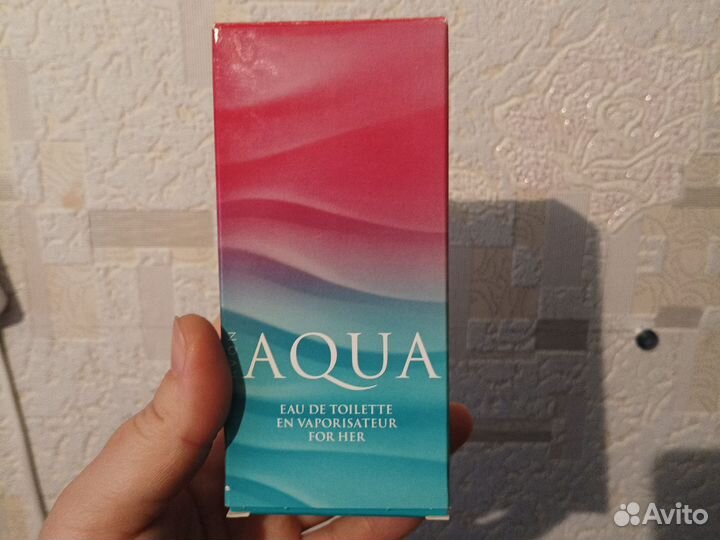 AQUA
EAU DE TOILETTE
EN VAPORISATEUR
FOR HER
Avito